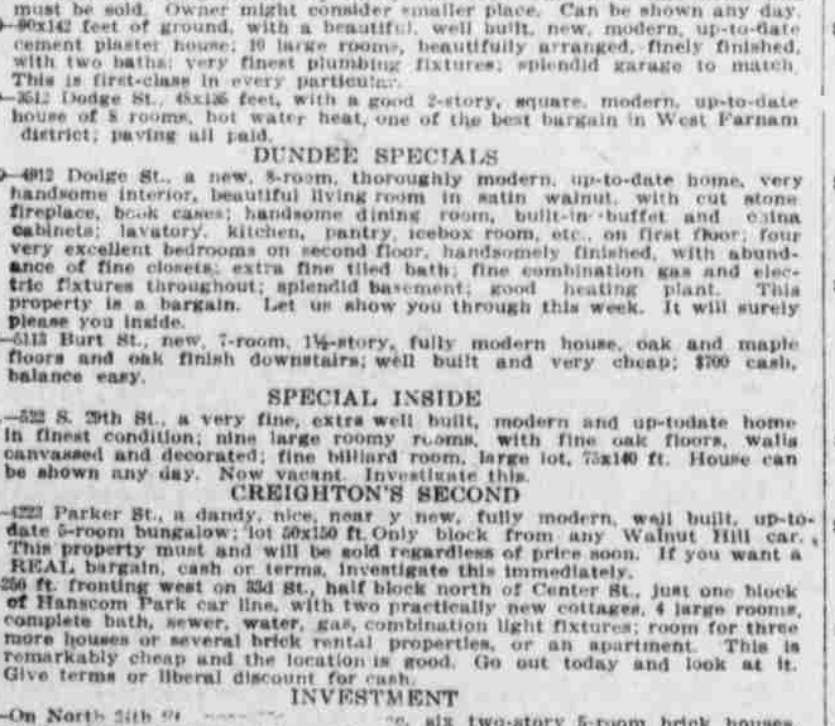 must be sold. Owner might consider smaller place. Can be shown any day.
-90x142 feet of ground, with a beautiful, well built, new, modern, up-to-date
cement plaster house; 10 large rooms, beautifully arranged, finely finished,
with two baths; very finest plumbing fixtures; splendid garage to match.
This is first-class in every particular.
-3512 Dodge St., 48x135 feet, with a good 2-story, square, modern, up-to-date
house of 8 rooms, hot water heat, one of the best bargain in West Farnam
district; paving all paid.
DUNDEE SPECIALS
-4912 Dodge St., a new, 8-room, thoroughly modern, up-to-date home, very
handsome interior, beautiful living room in satin walnut, with cut stone
fireplace, book cases; handsome dining room, built-in buffet and china
cabinets; lavatory, kitchen, pantry, icebox room, etc., on first floor; four
very excellent bedrooms on second floor, handsomely finished, with abund-
ance of fine closets; extra fine tiled bath; fine combination gas and elec-
tric fixtures throughout; splendid basement; good heating plant. This
property is a bargain. Let us show you through this week. It will surely
please you inside.
-5113 Burt St., new, 7-room, 1½-story, fully modern house, oak and maple
floors and oak finish downstairs; well built and very cheap; $700 cash,
balance easy.
SPECIAL INSIDE
-522 S. 29th St., a very fine, extra well built, modern and up-todate home
in finest condition; nine large roomy rooms, with fine oak floors, walls
canvassed and decorated; fine billiard room, large lot, 75x140 ft. House can
be shown any day. Now vacant. Investigate this.
CREIGHTON'S SECOND
-4223 Parker St., a dandy, nice, near y new, fully modern, well built, up-to-
date 5-room bungalow; lot 50x150 ft. Only block from any Walnut Hill car.
This property must and will be sold regardless of price soon. If you want a
REAL bargain, cash or terms, investigate this immediately.
250 ft. fronting west on 33d St., half block north of Center St., just one block
of Hanscom Park car line, with two practically new cottages, 4 large rooms,
complete bath, sewer, water, gas, combination light fixtures; room for three
more houses or several brick rental properties, or an apartment. This is
remarkably cheap and the location is good. Go out today and look at it.
Give terms or liberal discount for cash.
INVESTMENT
-On North 24th six two-story 5-room brick houses,